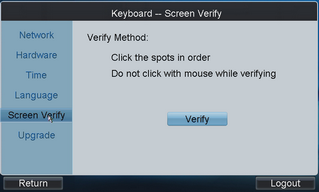 Keyboard -- Screen Verify
Network
Hardware
Time
Language
Screen Verify
Upgrade
Verify Method:
Click the spots in order
Do not click with mouse while verifying
Verify
Return
Logout